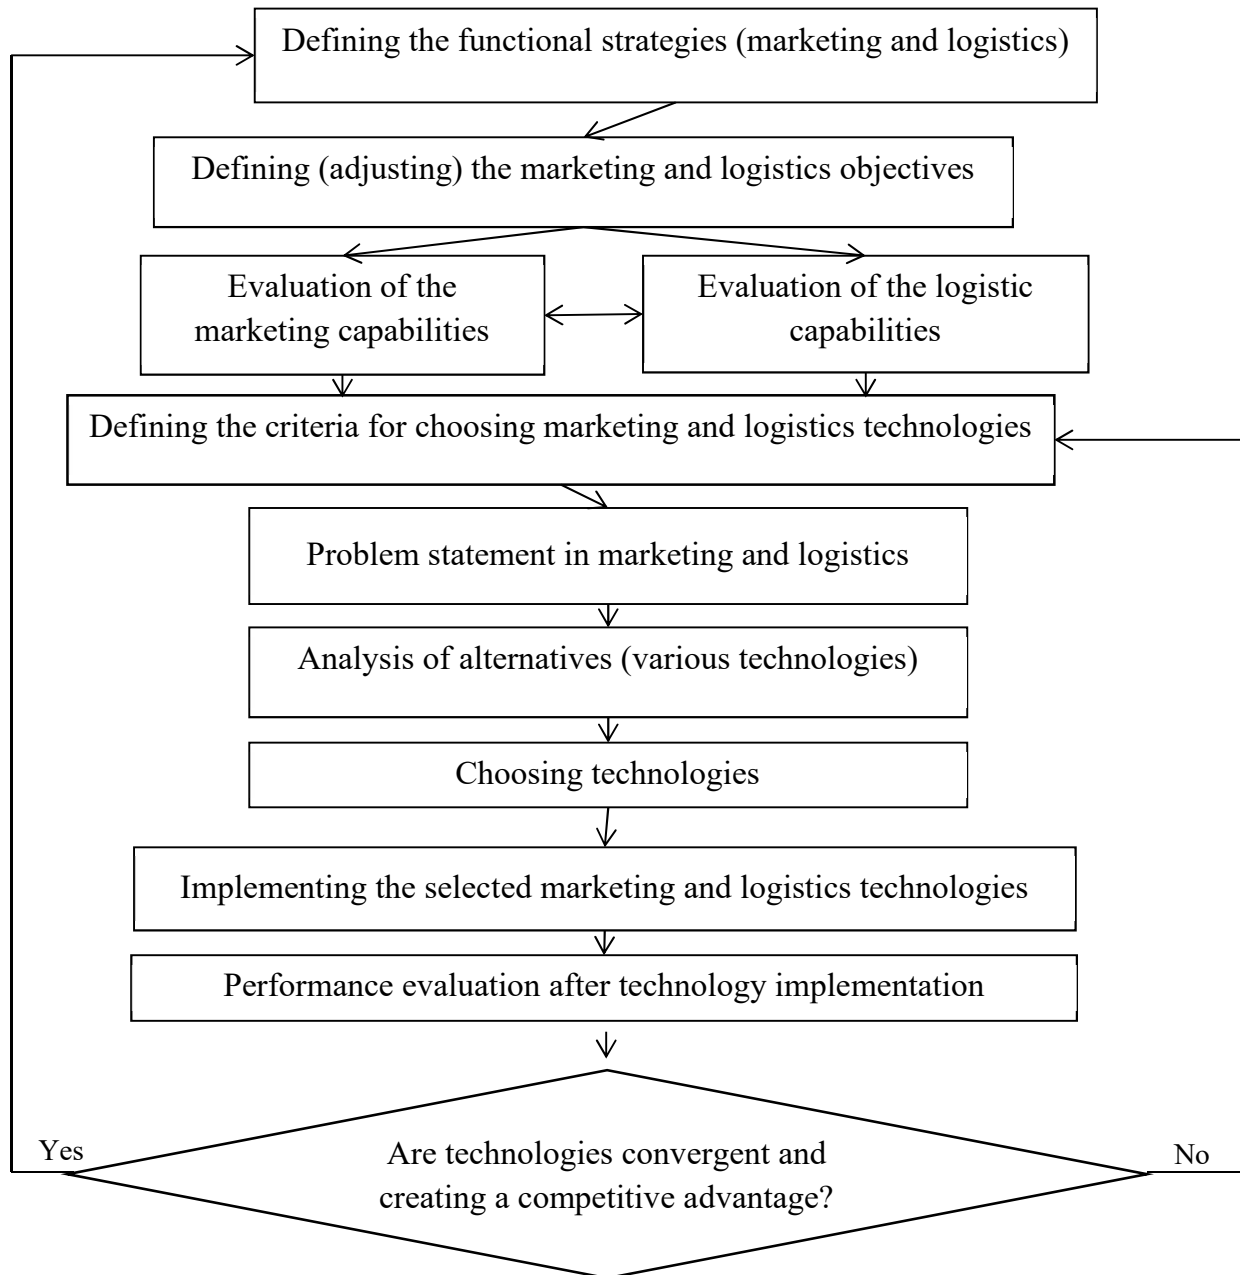 Defining the functional strategies (marketing and logistics)
Defining (adjusting) the marketing and logistics objectives
Evaluation of the
marketing capabilities
Evaluation of the logistic
capabilities
Defining the criteria for choosing marketing and logistics technologies
Problem statement in marketing and logistics
Analysis of alternatives (various technologies)
Choosing technologies
Implementing the selected marketing and logistics technologies
Performance evaluation after technology implementation
Yes
Are technologies convergent and
creating a competitive advantage?
No